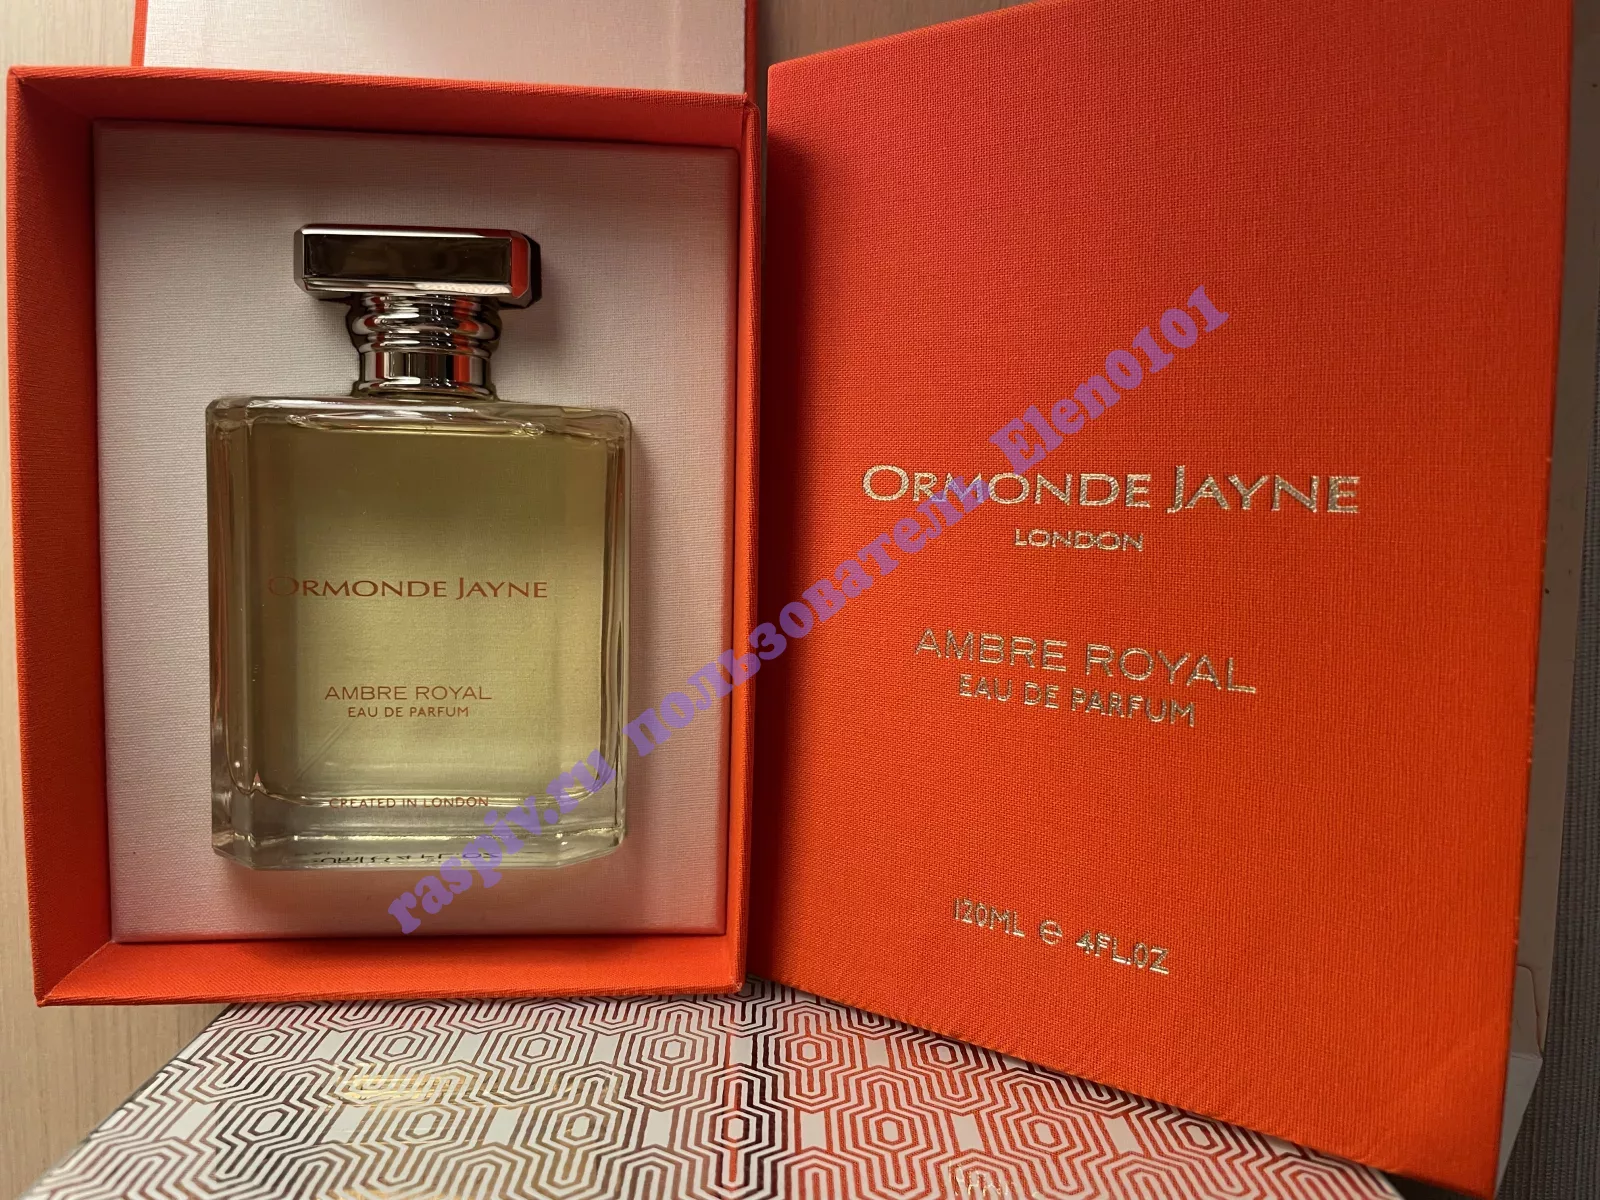 ORMONDE JAYNE
AMBRE ROYAL
EAU DE PARFUM
CREATED IN LONDON
ORMONDE JAYNE
LONDON
AMBRE ROYAL
EAU DE PARFUM
120ML e 4FL.OZ
raspiv.ru пользователь Elen0101